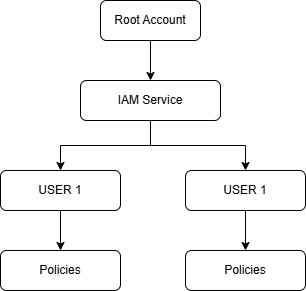 Root Account
IAM Service
USER 1
USER 1
Policies
Policies